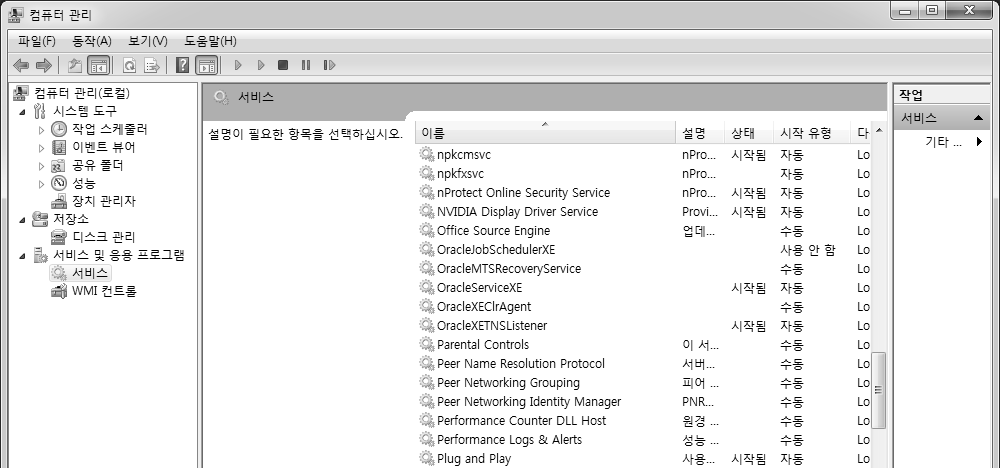 컴퓨터 관리
파일(F) 동작(A) 보기(V) 도움말(H)
컴퓨터 관리(로컬)
시스템 도구
작업 스케줄러
이벤트 뷰어
공유 폴더
성능
장치 관리자
저장소
디스크 관리
서비스 및 응용 프로그램
서비스
WMI 컨트롤
서비스
설명이 필요한 항목을 선택하십시오.
이름 설명 상태 시작 유형 다
npkcmsvc nPro... 시작됨 자동 Lo
npkfxsvc nPro... 자동 Lo
nProtect Online Security Service nPro... 시작됨 자동 Lo
NVIDIA Display Driver Service Provi... 시작됨 자동 Lo
Office Source Engine 업데... 수동 Lo
OracleJobSchedulerXE 사용 안 함 Lo
OracleMTSRecoveryService 수동 Lo
OracleServiceXE 시작됨 자동 Lo
OracleXEClrAgent 수동 Lo
OracleXETNSListener 시작됨 자동 Lo
Parental Controls 이 서... 수동 Lo
Peer Name Resolution Protocol 서버... 수동 Lo
Peer Networking Grouping 피어 ... 수동 Lo
Peer Networking Identity Manager PNR... 수동 Lo
Performance Counter DLL Host 원경 ... 수동 Lo
Performance Logs & Alerts 성능 ... 수동 Lo
Plug and Play 사용... 시작됨 자동 Lo
작업
서비스
기타 ...